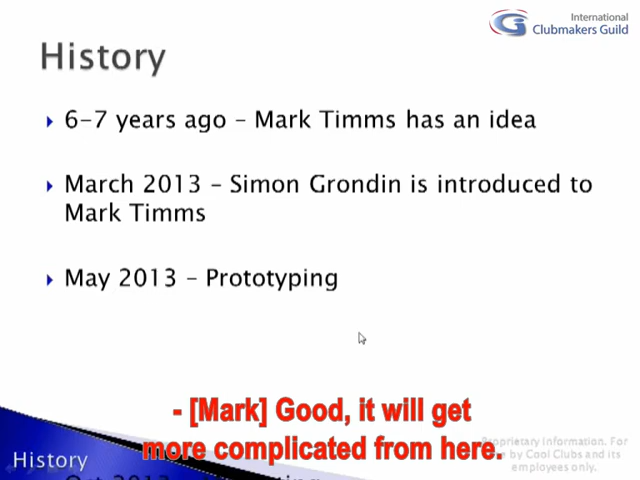 International
Clubmakers Guild
History
6-7 years ago – Mark Timms has an idea
March 2013 – Simon Grondin is introduced to
Mark Timms
May 2013 – Prototyping
- [Mark] Good, it will get
more complicated from here.
Proprietary Information. For
by Cool Clubs and its
employees only.
History
Oct 2013